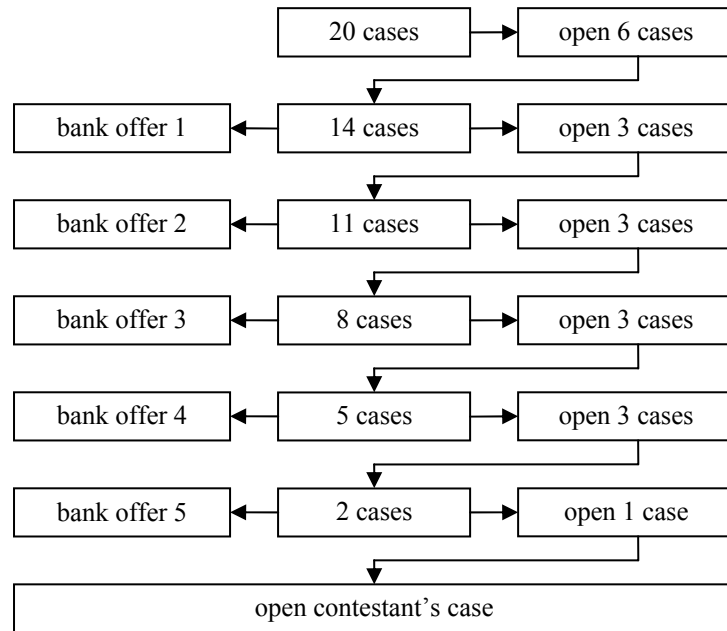 20 cases open 6 cases
bank offer 1 14 cases open 3 cases
bank offer 2 11 cases open 3 cases
bank offer 3 8 cases open 3 cases
bank offer 4 5 cases open 3 cases
bank offer 5 2 cases open 1 case
open contestant’s case